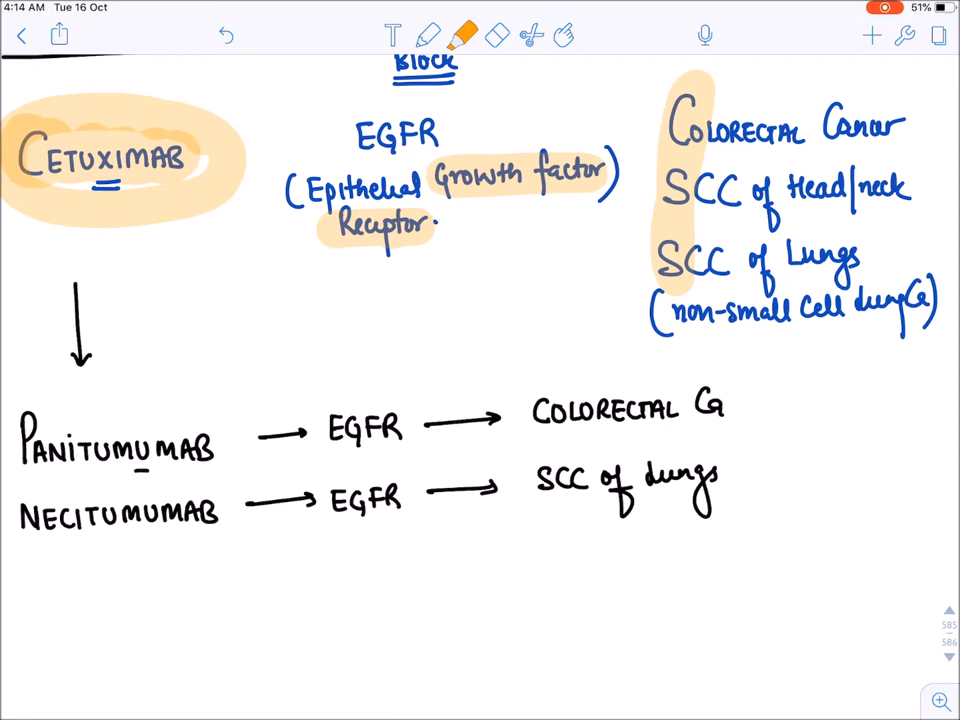 4:14 AM Tue 16 Oct
51%
T
Block
CETUXIMAB
EGFR
(Epithelial Growth factor)
Receptor.
COLORECTAL Cancer
SCC of Head/neck
SCC of Lungs
(non-small cell lung Ca)
PANITUMUMAB → EGFR → COLORECTAL Ca
NECITUMUMAB → EGFR → SCC of lungs
585
586